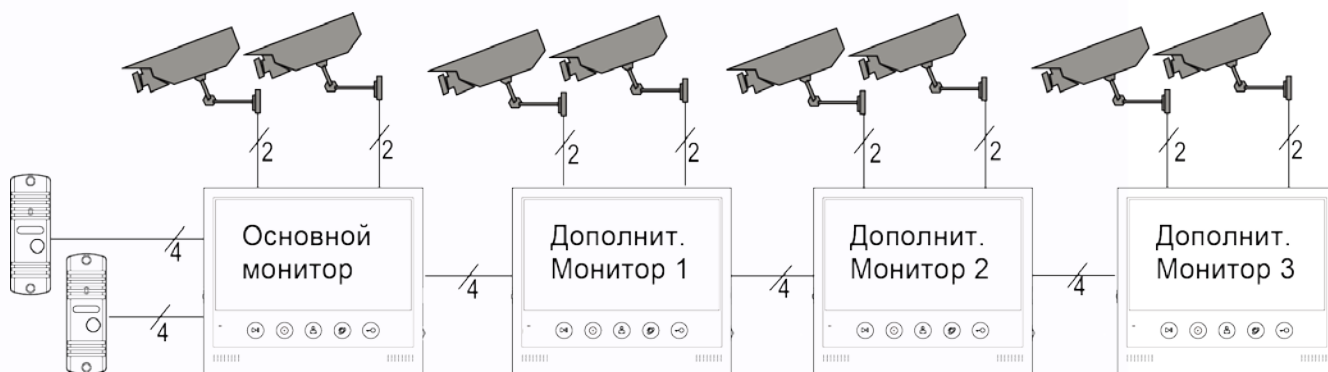 2 2 2 2 2 2 2 2
Основной Дополнит. Дополнит. Дополнит.
монитор Монитор 1 Монитор 2 Монитор 3
4
4 4 4
4